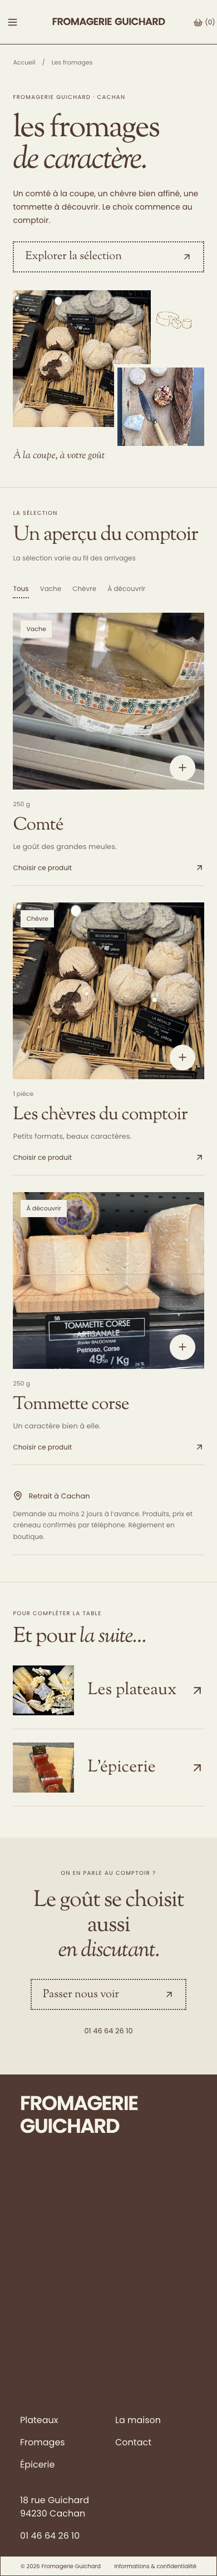 FROMAGERIE GUICHARD
(0)
Accueil / Les fromages
FROMAGERIE GUICHARD · CACHAN
les fromages
de caractère.
Un comté à la coupe, un chèvre bien affiné, une
tommette à découvrir. Le choix commence au
comptoir.
Explorer la sélection
À la coupe, à votre goût
LA SÉLECTION
Un aperçu du comptoir
La sélection varie au fil des arrivages
Tous Vache Chèvre À découvrir
Vache
250 g
Comté
Le goût des grandes meules.
Choisir ce produit
Chèvre
1 pièce
Les chèvres du comptoir
Petits formats, beaux caractères.
Choisir ce produit
À découvrir
TOMMETTE CORSE
ARTISANALE
49 / Kg
250 g
Tommette corse
Un caractère bien à elle.
Choisir ce produit
Retrait à Cachan
Demande au moins 2 jours à l'avance. Produits, prix et
créneau confirmés par téléphone. Règlement en
boutique.
POUR COMPLÉTER LA TABLE
Et pour la suite...
Les plateaux
L'épicerie
ON EN PARLE AU COMPTOIR ?
Le goût se choisit
aussi
en discutant.
Passer nous voir
01 46 64 26 10
FROMAGERIE
GUICHARD
Plateaux La maison
Fromages Contact
Épicerie
18 rue Guichard
94230 Cachan
01 46 64 26 10
© 2026 Fromagerie Guichard Informations & confidentialité